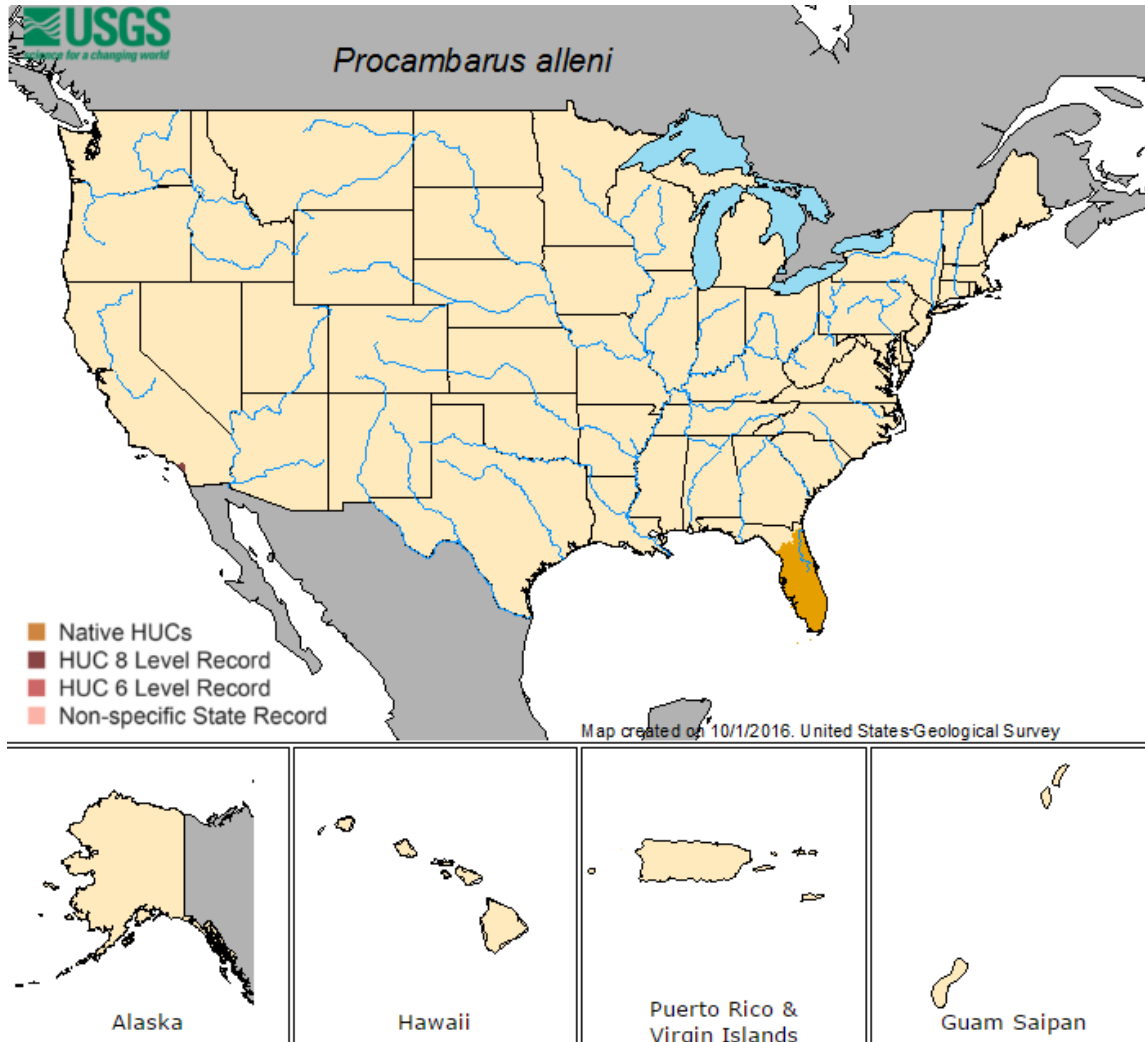 USGS
science for a changing world
Procambarus alleni
Native HUCs
HUC 8 Level Record
HUC 6 Level Record
Non-specific State Record
Map created on 10/1/2016. United States-Geological Survey
Alaska
Hawaii
Puerto Rico &
Virgin Islands
Guam Saipan